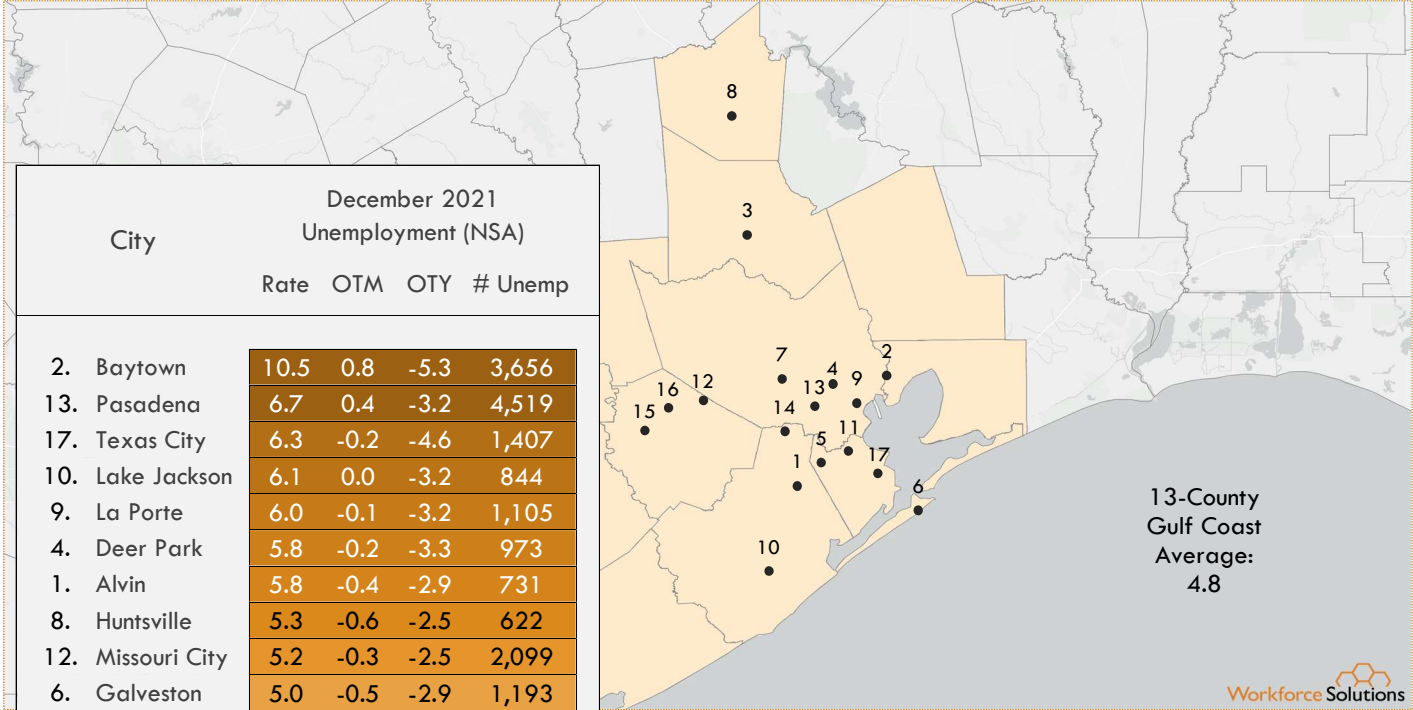 December 2021
Unemployment (NSA)
City
Rate OTM OTY # Unemp
2. Baytown 10.5 0.8 -5.3 3,656
13. Pasadena 6.7 0.4 -3.2 4,519
17. Texas City 6.3 -0.2 -4.6 1,407
10. Lake Jackson 6.1 0.0 -3.2 844
9. La Porte 6.0 -0.1 -3.2 1,105
4. Deer Park 5.8 -0.2 -3.3 973
1. Alvin 5.8 -0.4 -2.9 731
8. Huntsville 5.3 -0.6 -2.5 622
12. Missouri City 5.2 -0.3 -2.5 2,099
6. Galveston 5.0 -0.5 -2.9 1,193
8
3
7
2
4
9
16
12
13
15
14
11
5
17
1
6
10
13-County
Gulf Coast
Average:
4.8
Workforce Solutions